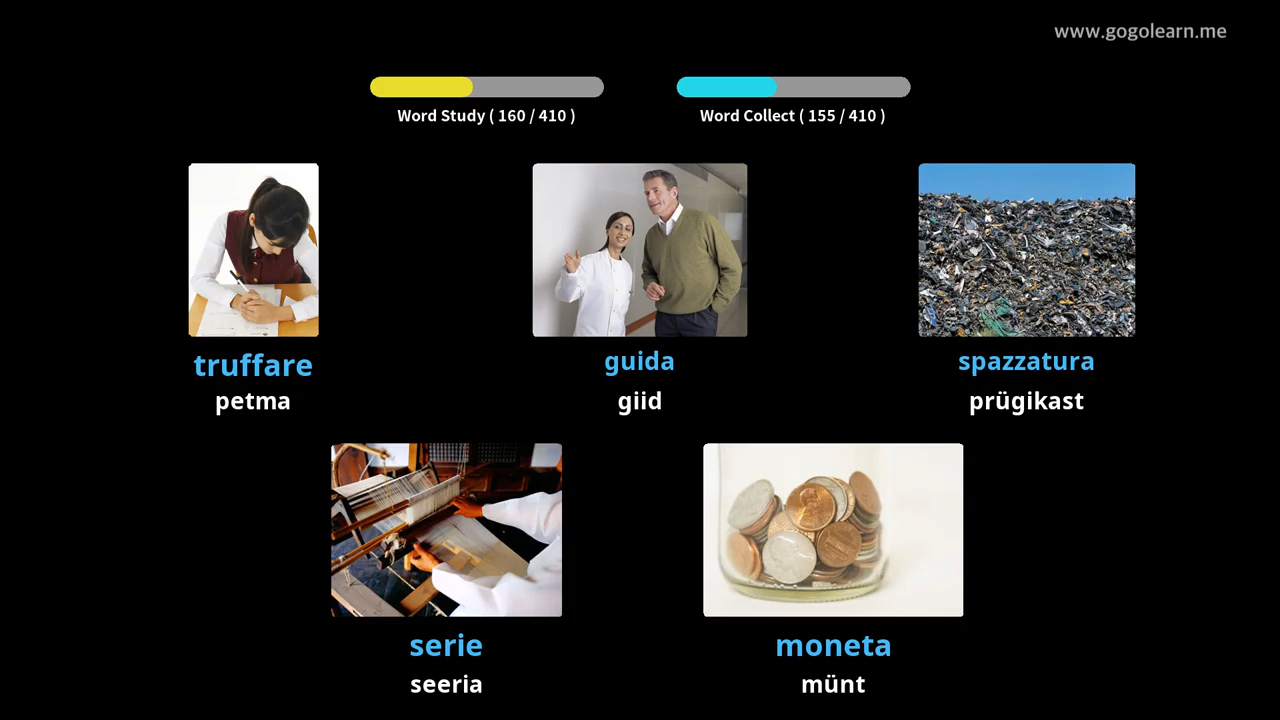 www.gogolearn.me
Word Study ( 160 / 410 )
Word Collect ( 155 / 410 )
truffare
petma
guida
giid
spazzatura
prügikast
serie
seeria
moneta
münt